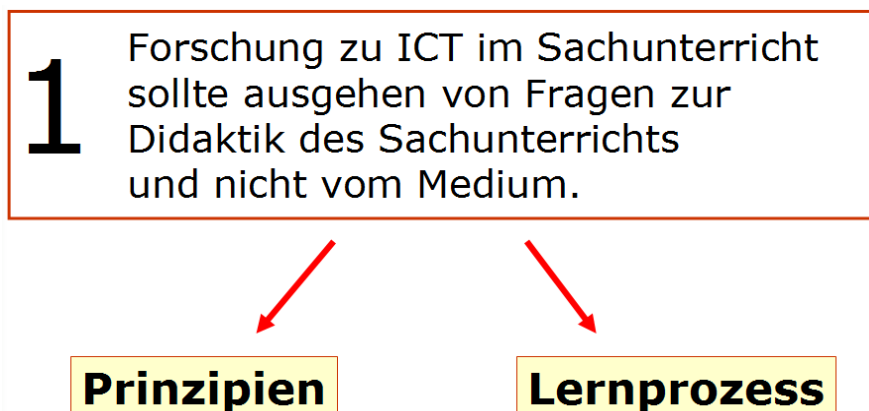 1
Forschung zu ICT im Sachunterricht
sollte ausgehen von Fragen zur
Didaktik des Sachunterrichts
und nicht vom Medium.
Prinzipien
Lernprozess